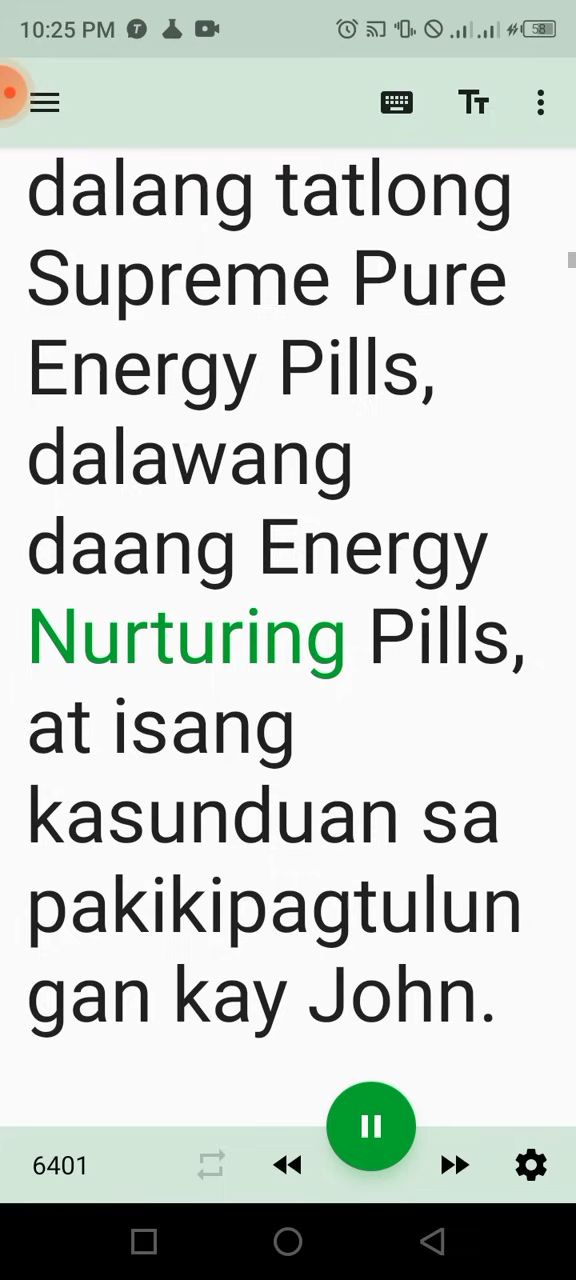 10:25 PM
58
dalang tatlong
Supreme Pure
Energy Pills,
dalawang
daang Energy
Nurturing Pills,
at isang
kasunduan sa
pakikipagtulun
gan kay John.
6401